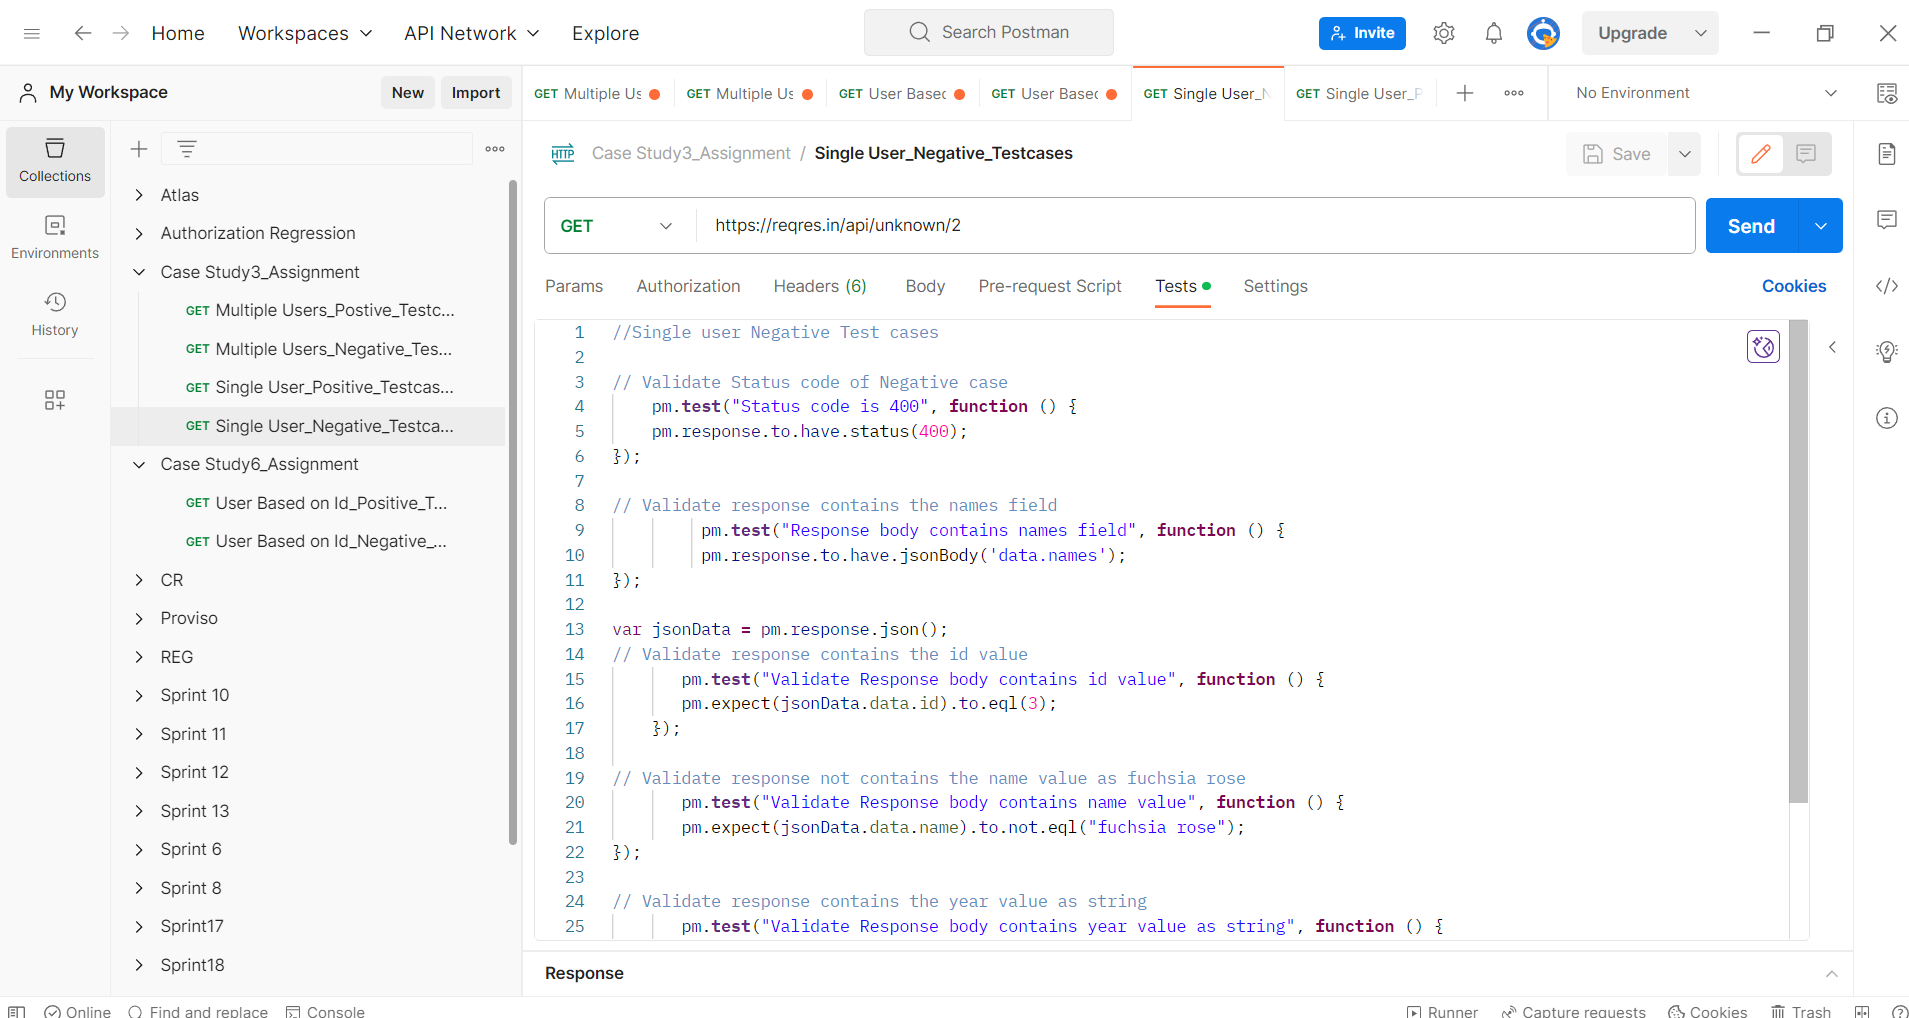 Home
Workspaces
API Network
Explore
Search Postman
Invite
Upgrade
My Workspace
New
Import
GET Multiple Us
GET Multiple Us
GET User Based
GET User Based
GET Single User_N
GET Single User_P
No Environment
Collections
Environments
History
Atlas
Authorization Regression
Case Study3_Assignment
GET Multiple Users_Postive_Testc...
GET Multiple Users_Negative_Tes...
GET Single User_Positive_Testcas...
GET Single User_Negative_Testca...
Case Study6_Assignment
GET User Based on Id_Positive_T...
GET User Based on Id_Negative_...
CR
Proviso
REG
Sprint 10
Sprint 11
Sprint 12
Sprint 13
Sprint 6
Sprint 8
Sprint17
Sprint18
HTTP Case Study3_Assignment / Single User_Negative_Testcases
Save
GET https://reqres.in/api/unknown/2
Send
Params Authorization Headers (6) Body Pre-request Script Tests Settings Cookies
1 //Single user Negative Test cases
2
3 // Validate Status code of Negative case
4 pm.test("Status code is 400", function () {
5 pm.response.to.have.status(400);
6 });
7
8 // Validate response contains the names field
9 pm.test("Response body contains names field", function () {
10 pm.response.to.have.jsonBody('data.names');
11 });
12
13 var jsonData = pm.response.json();
14 // Validate response contains the id value
15 pm.test("Validate Response body contains id value", function () {
16 pm.expect(jsonData.data.id).to.eql(3);
17 });
18
19 // Validate response not contains the name value as fuchsia rose
20 pm.test("Validate Response body contains name value", function () {
21 pm.expect(jsonData.data.name).to.not.eql("fuchsia rose");
22 });
23
24 // Validate response contains the year value as string
25 pm.test("Validate Response body contains year value as string", function () {
Response
Online
Find and replace
Console
Runner
Capture requests
Cookies
Trash